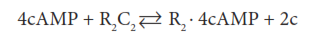 4cAMP + R₂C₂ ⇄ R₂ · 4cAMP + 2c